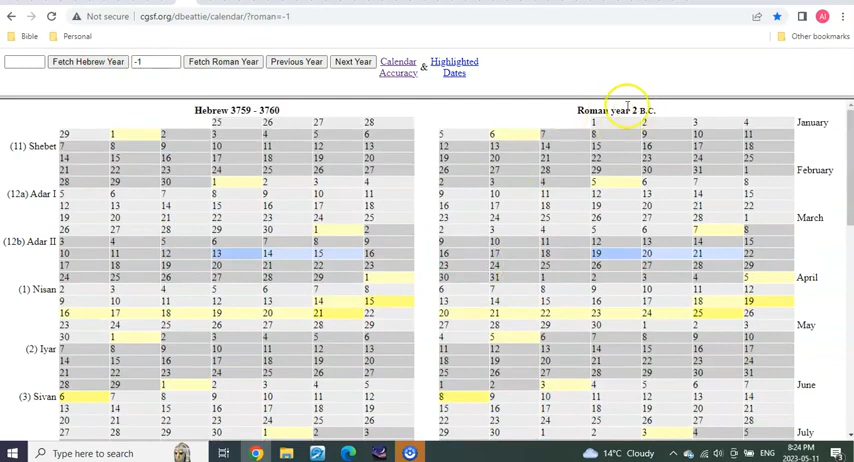 Not secure | cgsf.org/dbeattie/calendar/?roman=-1
Al
Bible Personal Other bookmarks
Fetch Hebrew Year -1 Fetch Roman Year Previous Year Next Year Calendar Accuracy & Highlighted Dates
Hebrew 3759 - 3760 Roman year 2 B.C.
25 26 27 28 1 2 3 4 January
29 1 2 3 4 5 6 5 6 7 8 9 10 11
(11) Shebet 7 8 9 10 11 12 13 12 13 14 15 16 17 18
14 15 16 17 18 19 20 19 20 21 22 23 24 25
21 22 23 24 25 26 27 26 27 28 29 30 31 1 February
28 29 30 1 2 3 4 2 3 4 5 6 7 8
(12a) Adar I 5 6 7 8 9 10 11 9 10 11 12 13 14 15
12 13 14 15 16 17 18 16 17 18 19 20 21 22
19 20 21 22 23 24 25 23 24 25 26 27 28 1 March
26 27 28 29 30 1 2 2 3 4 5 6 7 8
(12b) Adar II 3 4 5 6 7 8 9 9 10 11 12 13 14 15
10 11 12 13 14 15 16 16 17 18 19 20 21 22
17 18 19 20 21 22 23 23 24 25 26 27 28 29
24 25 26 27 28 29 1 30 31 1 2 3 4 5 April
(1) Nisan 2 3 4 5 6 7 8 6 7 8 9 10 11 12
9 10 11 12 13 14 15 13 14 15 16 17 18 19
16 17 18 19 20 21 22 20 21 22 23 24 25 26
23 24 25 26 27 28 29 27 28 29 30 1 2 3 May
30 1 2 3 4 5 6 4 5 6 7 8 9 10
(2) Iyar 7 8 9 10 11 12 13 11 12 13 14 15 16 17
14 15 16 17 18 19 20 18 19 20 21 22 23 24
21 22 23 24 25 26 27 25 26 27 28 29 30 31
28 29 1 2 3 4 5 1 2 3 4 5 6 7 June
(3) Sivan 6 7 8 9 10 11 12 8 9 10 11 12 13 14
13 14 15 16 17 18 19 15 16 17 18 19 20 21
20 21 22 23 24 25 26 22 23 24 25 26 27 28
27 28 29 30 1 2 3 29 30 1 2 3 4 5 July
Type here to search 14°C Cloudy ENG 8:24 PM
2023-05-11